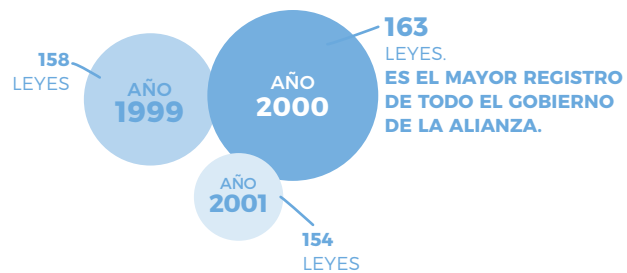 158
LEYES
AÑO
1999
AÑO
2000
163
LEYES.
ES EL MAYOR REGISTRO
DE TODO EL GOBIERNO
DE LA ALIANZA.
AÑO
2001
154
LEYES